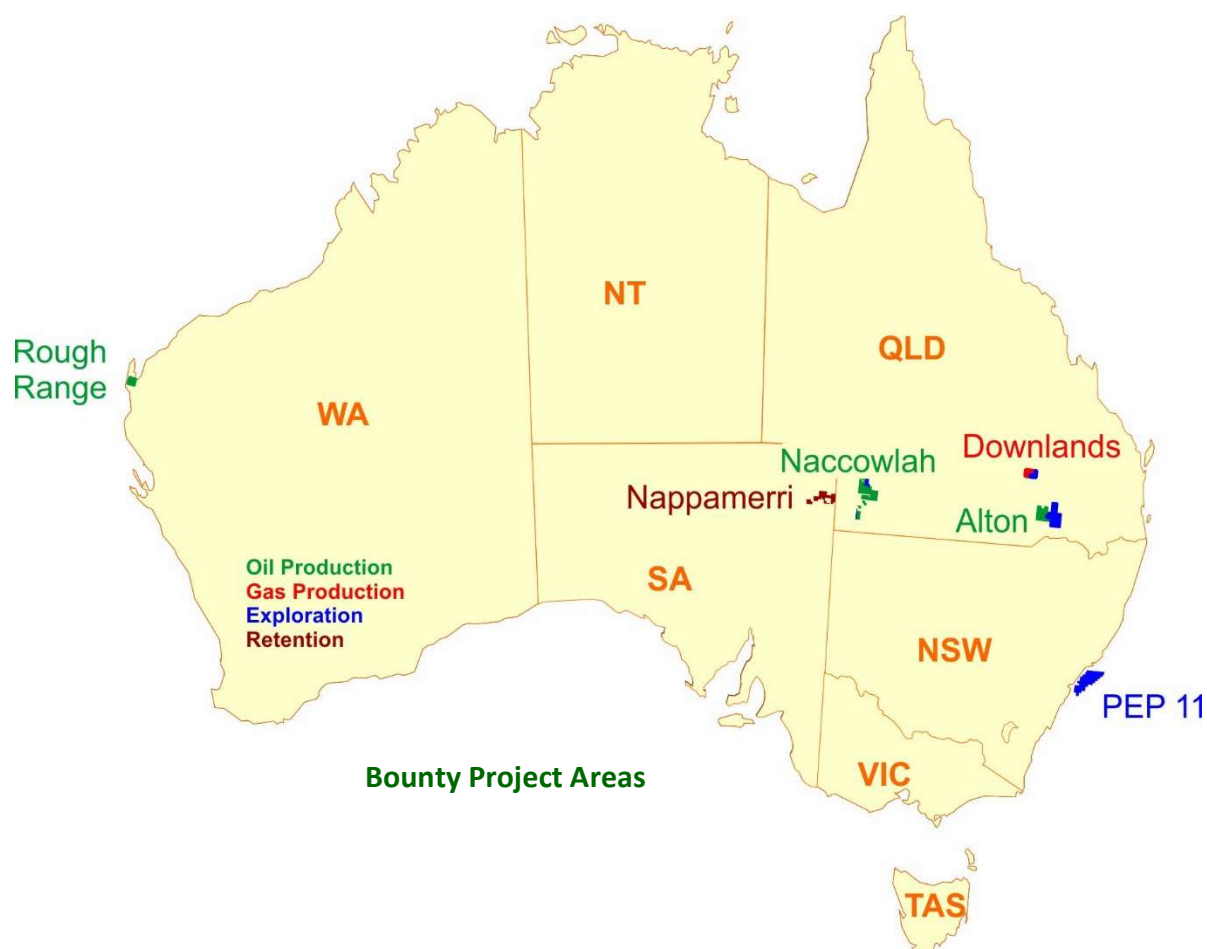 NT
Rough
Range
QLD
WA
Naccowlah
Downlands
Nappamerri
Alton
Oil Production
Gas Production
Exploration
Retention
SA
NSW
PEP 11
Bounty Project Areas
VIC
TAS